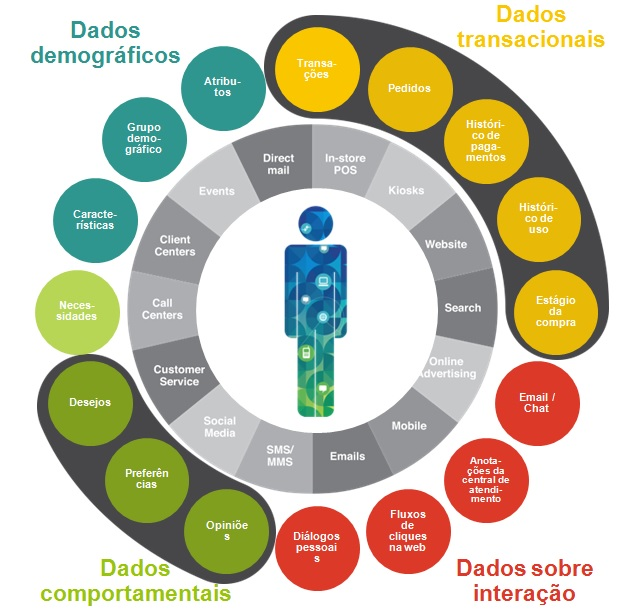 Dados
demográficos
Dados
transacionais
Transa-
ções
Pedidos
Históri-
co de
paga-
mentos
Históri-
co de
uso
Estágio
da
compra
Atribu-
tos
Grupo
demo-
gráfico
Caracte-
rísticas
Neces-
sidades
Desejos
Preferên
cias
Opiniõe
s
Diálogos
pessoai
s
Fluxos
de
cliques
na web
Anota-
ções da
central de
atendi-
mento
Email /
Chat
Direct
mail
In-store
POS
Kiosks
Website
Search
Online
Advertising
Mobile
Emails
SMS/
MMS
Social
Media
Customer
Service
Call
Centers
Client
Centers
Events
Dados
comportamentais
Dados sobre
interação